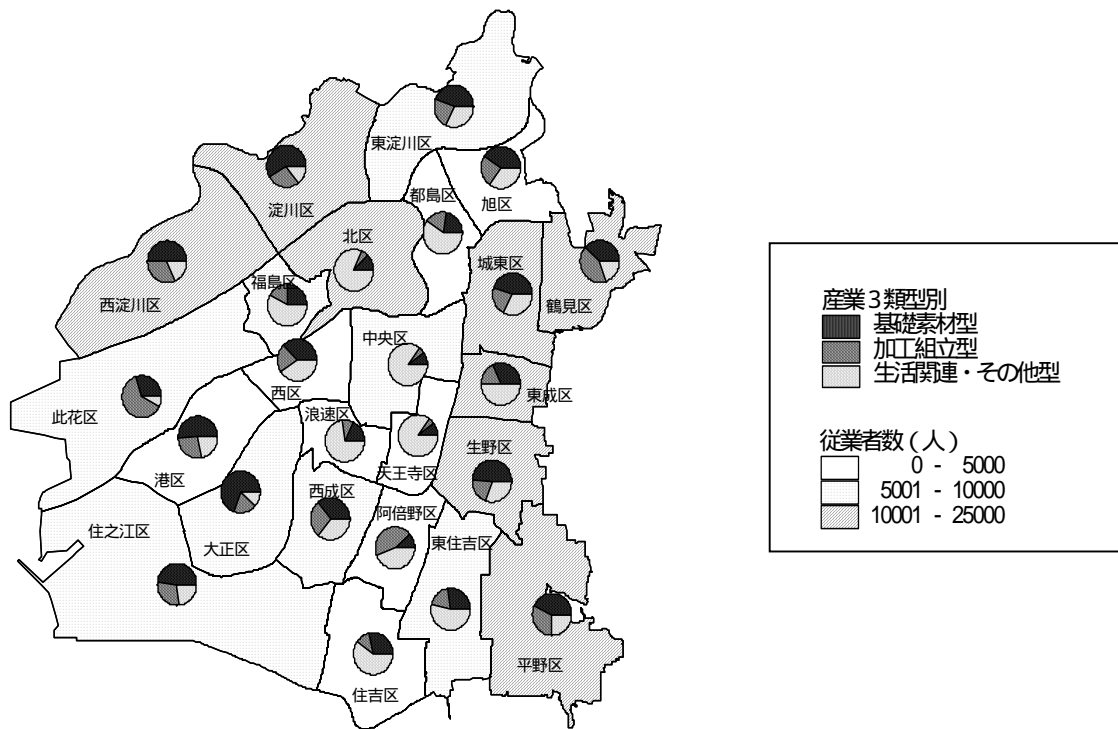 東淀川区
淀川区
都島区
旭区
北区
城東区
鶴見区
西淀川区
福島区
中央区
西区
東成区
此花区
浪速区
天王寺区
生野区
港区
西成区
阿倍野区
東住吉区
住之江区
大正区
平野区
住吉区
産業3類型別
基礎素材型
加工組立型
生活関連・その他型
従業者数(人)
0 - 5000
5001 - 10000
10001 - 25000